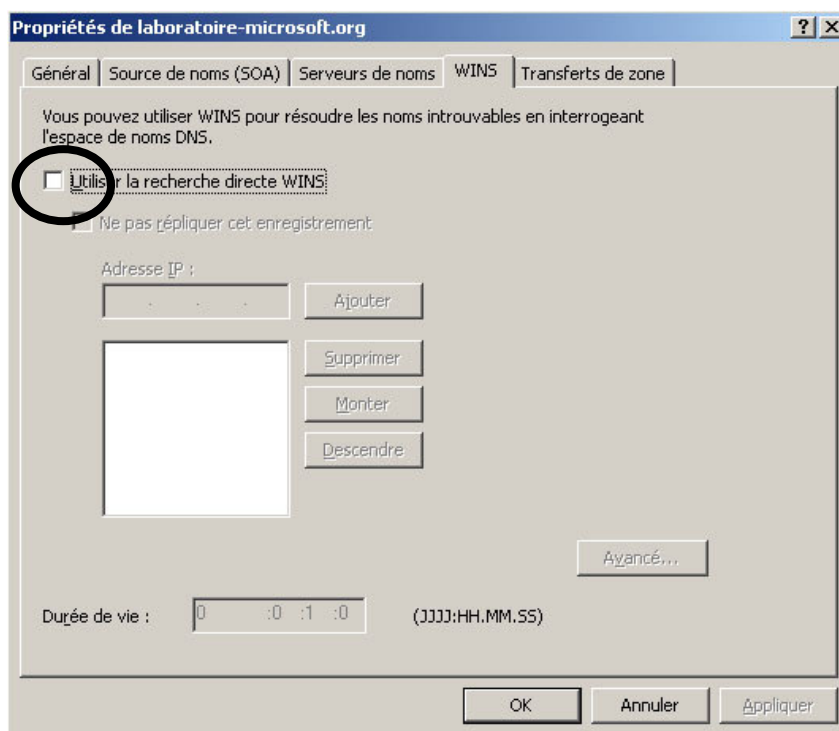 Propriétés de laboratoire-microsoft.org
Général
Source de noms (SOA)
Serveurs de noms
WINS
Transferts de zone
Vous pouvez utiliser WINS pour résoudre les noms introuvables en interrogeant
l'espace de noms DNS.
Utiliser la recherche directe WINS
Ne pas répliquer cet enregistrement
Adresse IP :
. . .
Ajouter
Supprimer
Monter
Descendre
Avancé...
Durée de vie : 0 :0 :1 :0 (JJJJ:HH.MM.SS)
OK
Annuler
Appliquer